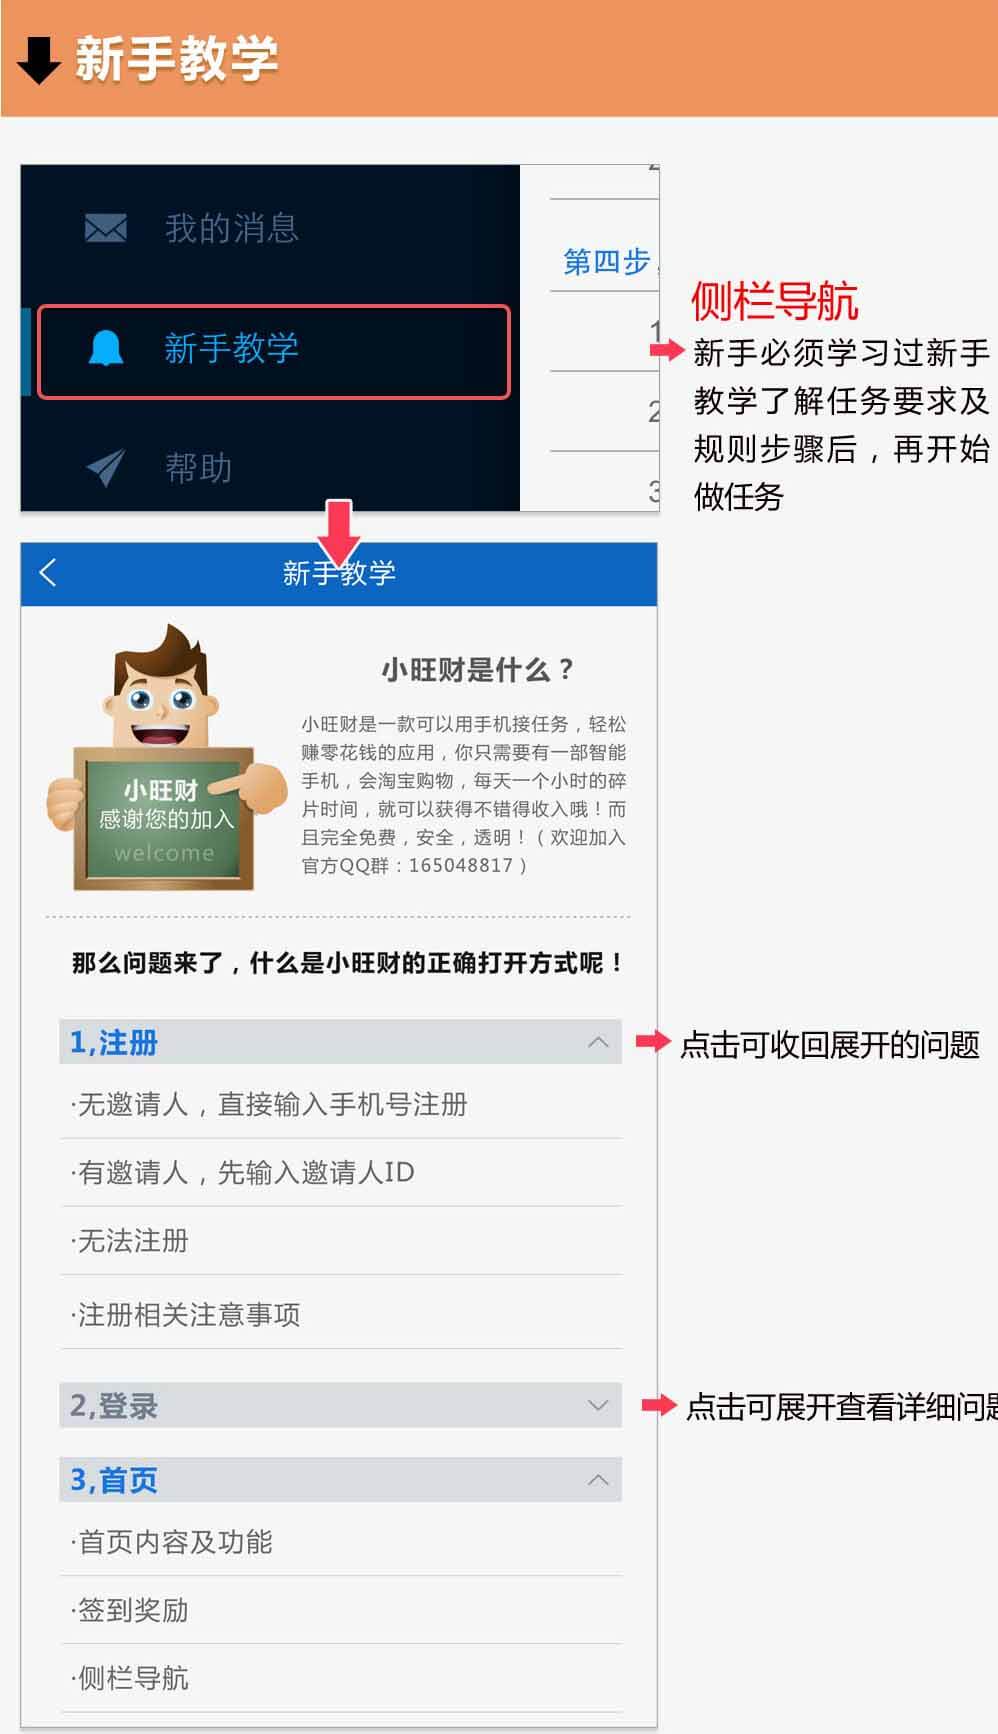 新手教学
我的消息
新手教学
帮助
第四步
1
2
3
侧栏导航
新手必须学习过新手
教学了解任务要求及
规则步骤后，再开始
做任务
新手教学
小旺财是什么？
小旺财是一款可以用手机接任务，轻松
赚零花钱的应用，你只需要有一部智能
手机，会淘宝购物，每天一个小时的碎
片时间，就可以获得不错得收入哦！而
且完全免费，安全，透明！（欢迎加入
官方QQ群：165048817）
小旺财
感谢您的加入
welcome
那么问题来了，什么是小旺财的正确打开方式呢！
1,注册
点击可收回展开的问题
·无邀请人，直接输入手机号注册
·有邀请人，先输入邀请人ID
·无法注册
·注册相关注意事项
2,登录
点击可展开查看详细问题
3,首页
·首页内容及功能
·签到奖励
·侧栏导航